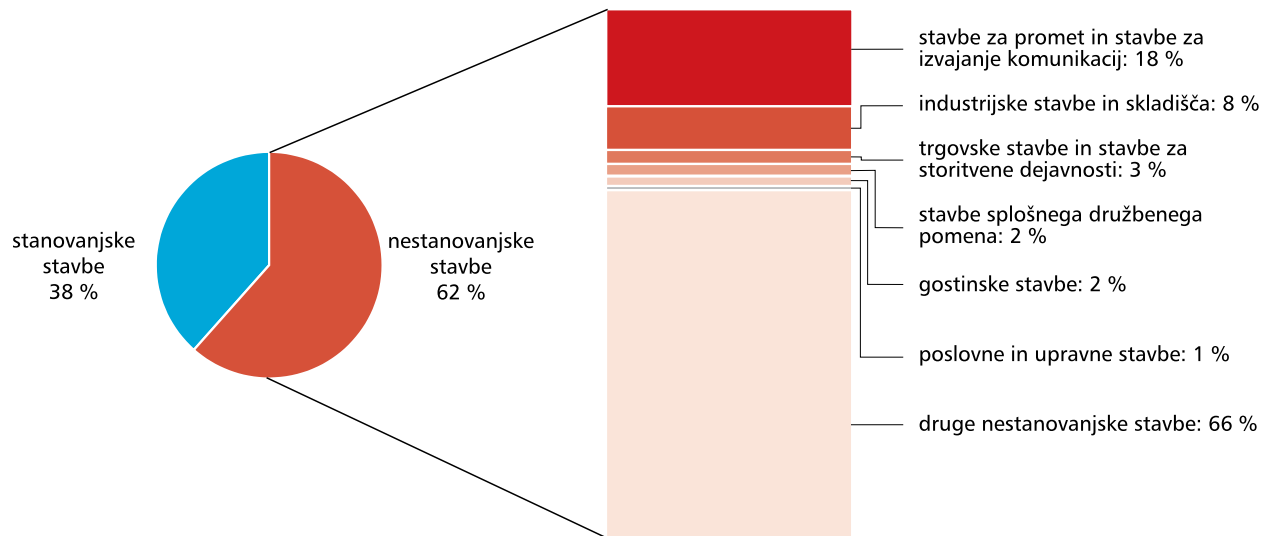 stanovanjske
stavbe
38 %
nestanovanjske
stavbe
62 %
stavbe za promet in stavbe za
izvajanje komunikacij: 18 %
industrijske stavbe in skladišča: 8 %
trgovske stavbe in stavbe za
storitvene dejavnosti: 3 %
stavbe splošnega družbenega
pomena: 2 %
gostinske stavbe: 2 %
poslovne in upravne stavbe: 1 %
druge nestanovanjske stavbe: 66 %